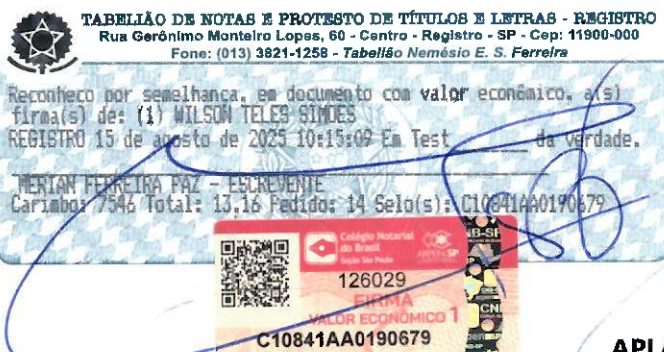 TABELIÃO DE NOTAS E PROTESTO DE TÍTULOS E LETRAS - REGISTRO
Rua Gerônimo Monteiro Lopes, 60 - Centro - Registro - SP - Cep: 11900-000
Fone: (013) 3821-1258 - Tabelião Nemésio E. S. Ferreira
Reconheço por semelhança, em documento com valor econômico, a(s)
firma(s) de: (1) WILSON TELES SIMOES
REGISTRO 15 de agosto de 2025 10:15:09 Em Test da verdade.
MERIAN FERREIRA PAZ - ESCREVENTE
Carimbo: 7546 Total: 13,16 Pedido: 14 Selo(s): C10841AA0190679
Colégio Notarial
do Brasil
Seção São Paulo
ARPEN SP
126029
FIRMA
VALOR ECONÔMICO 1
C10841AA0190679